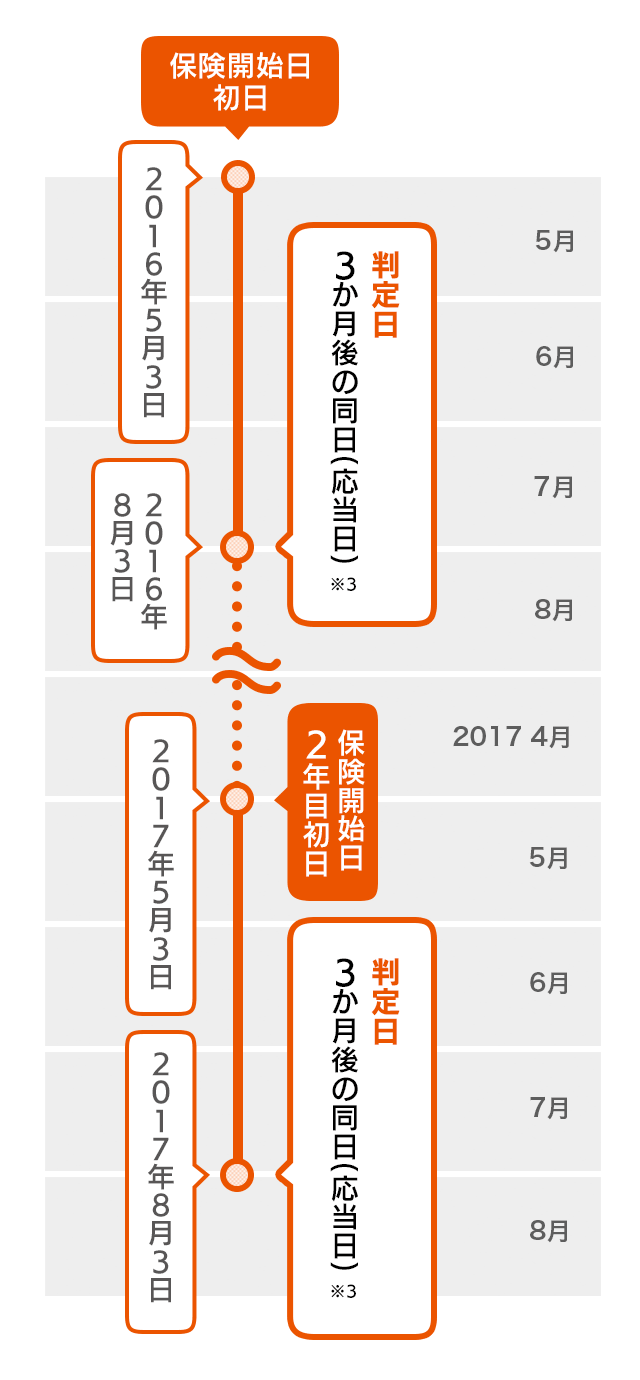 保険開始日
初日
2016年5月3日
5月
判定日
3か月後の同日(応当日)
※3
6月
7月
2016年
8月3日
8月
2017 4月
保険開始日
2年目初日
2017年5月3日
5月
判定日
3か月後の同日(応当日)
※3
6月
2017年8月3日
7月
8月